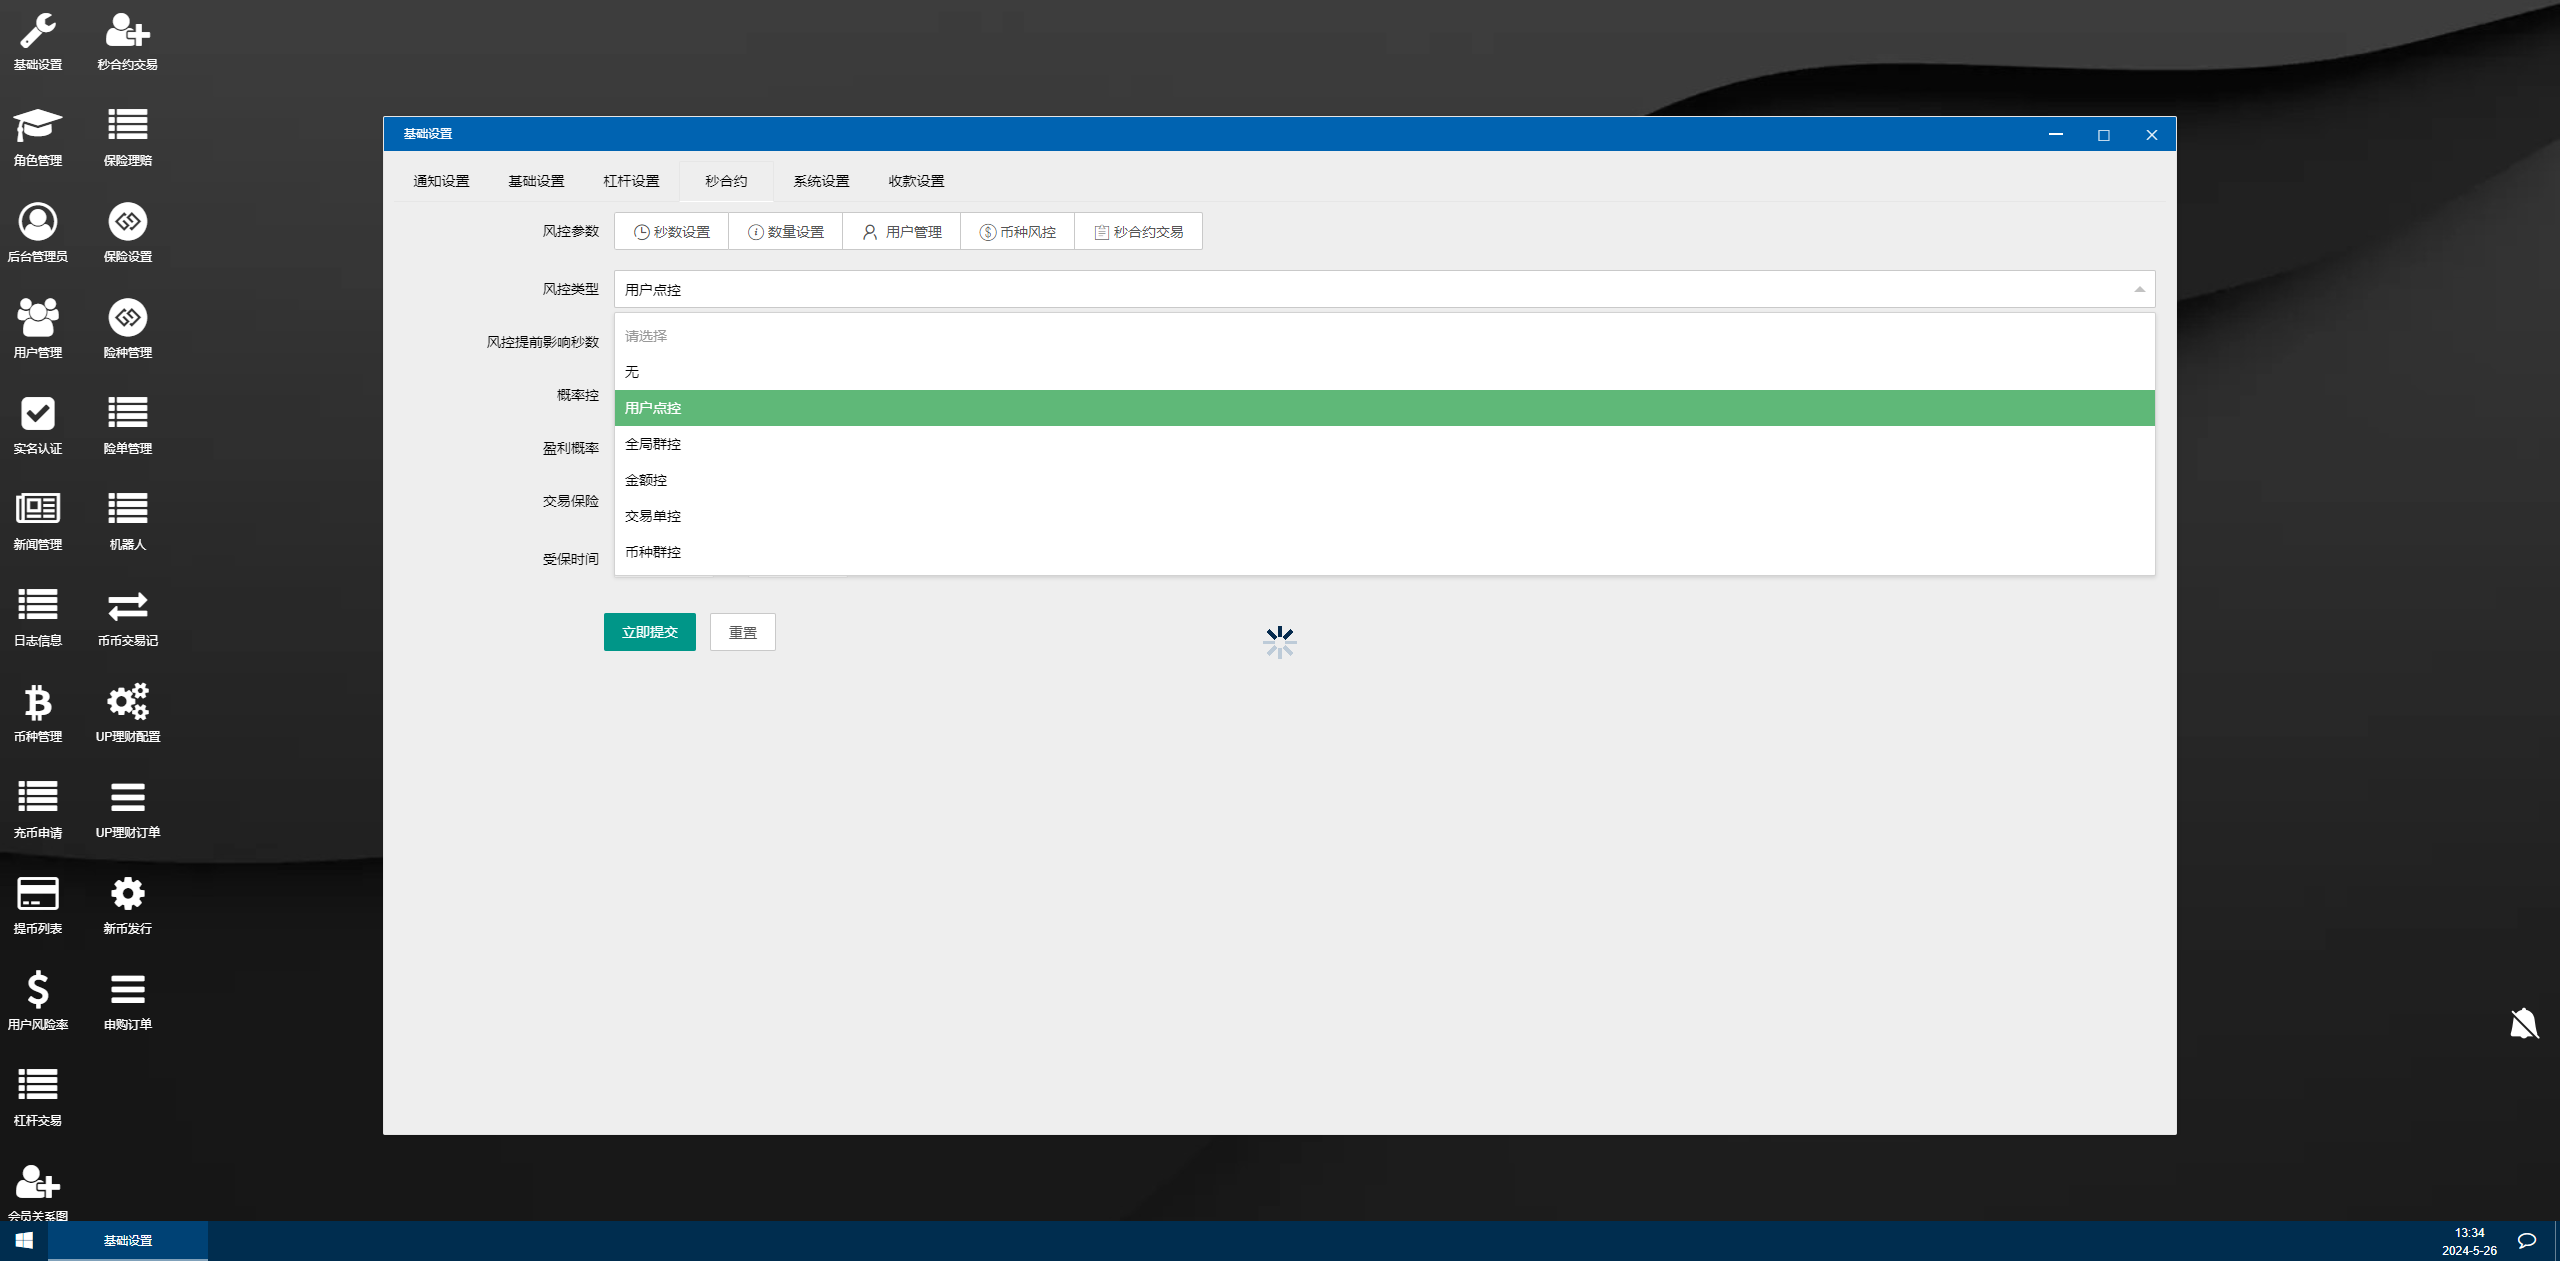 基础设置
秒合约交易
角色管理
保险理赔
后台管理员
保险设置
用户管理
险种管理
实名认证
险单管理
新闻管理
机器人
日志信息
币币交易记
币种管理
UP理财配置
充币申请
UP理财订单
提币列表
新币发行
用户风险率
申购订单
杠杆交易
会员关系图
基础设置
通知设置 基础设置 杠杆设置 秒合约 系统设置 收款设置
风控参数 秒数设置 数量设置 用户管理 币种风控 秒合约交易
风控类型 用户点控
请选择
风控提前影响秒数
无
概率控
用户点控
全局群控
盈利概率
金额控
交易保险
交易单控
币种群控
受保时间
立即提交 重置
基础设置
13:34
2024-5-26